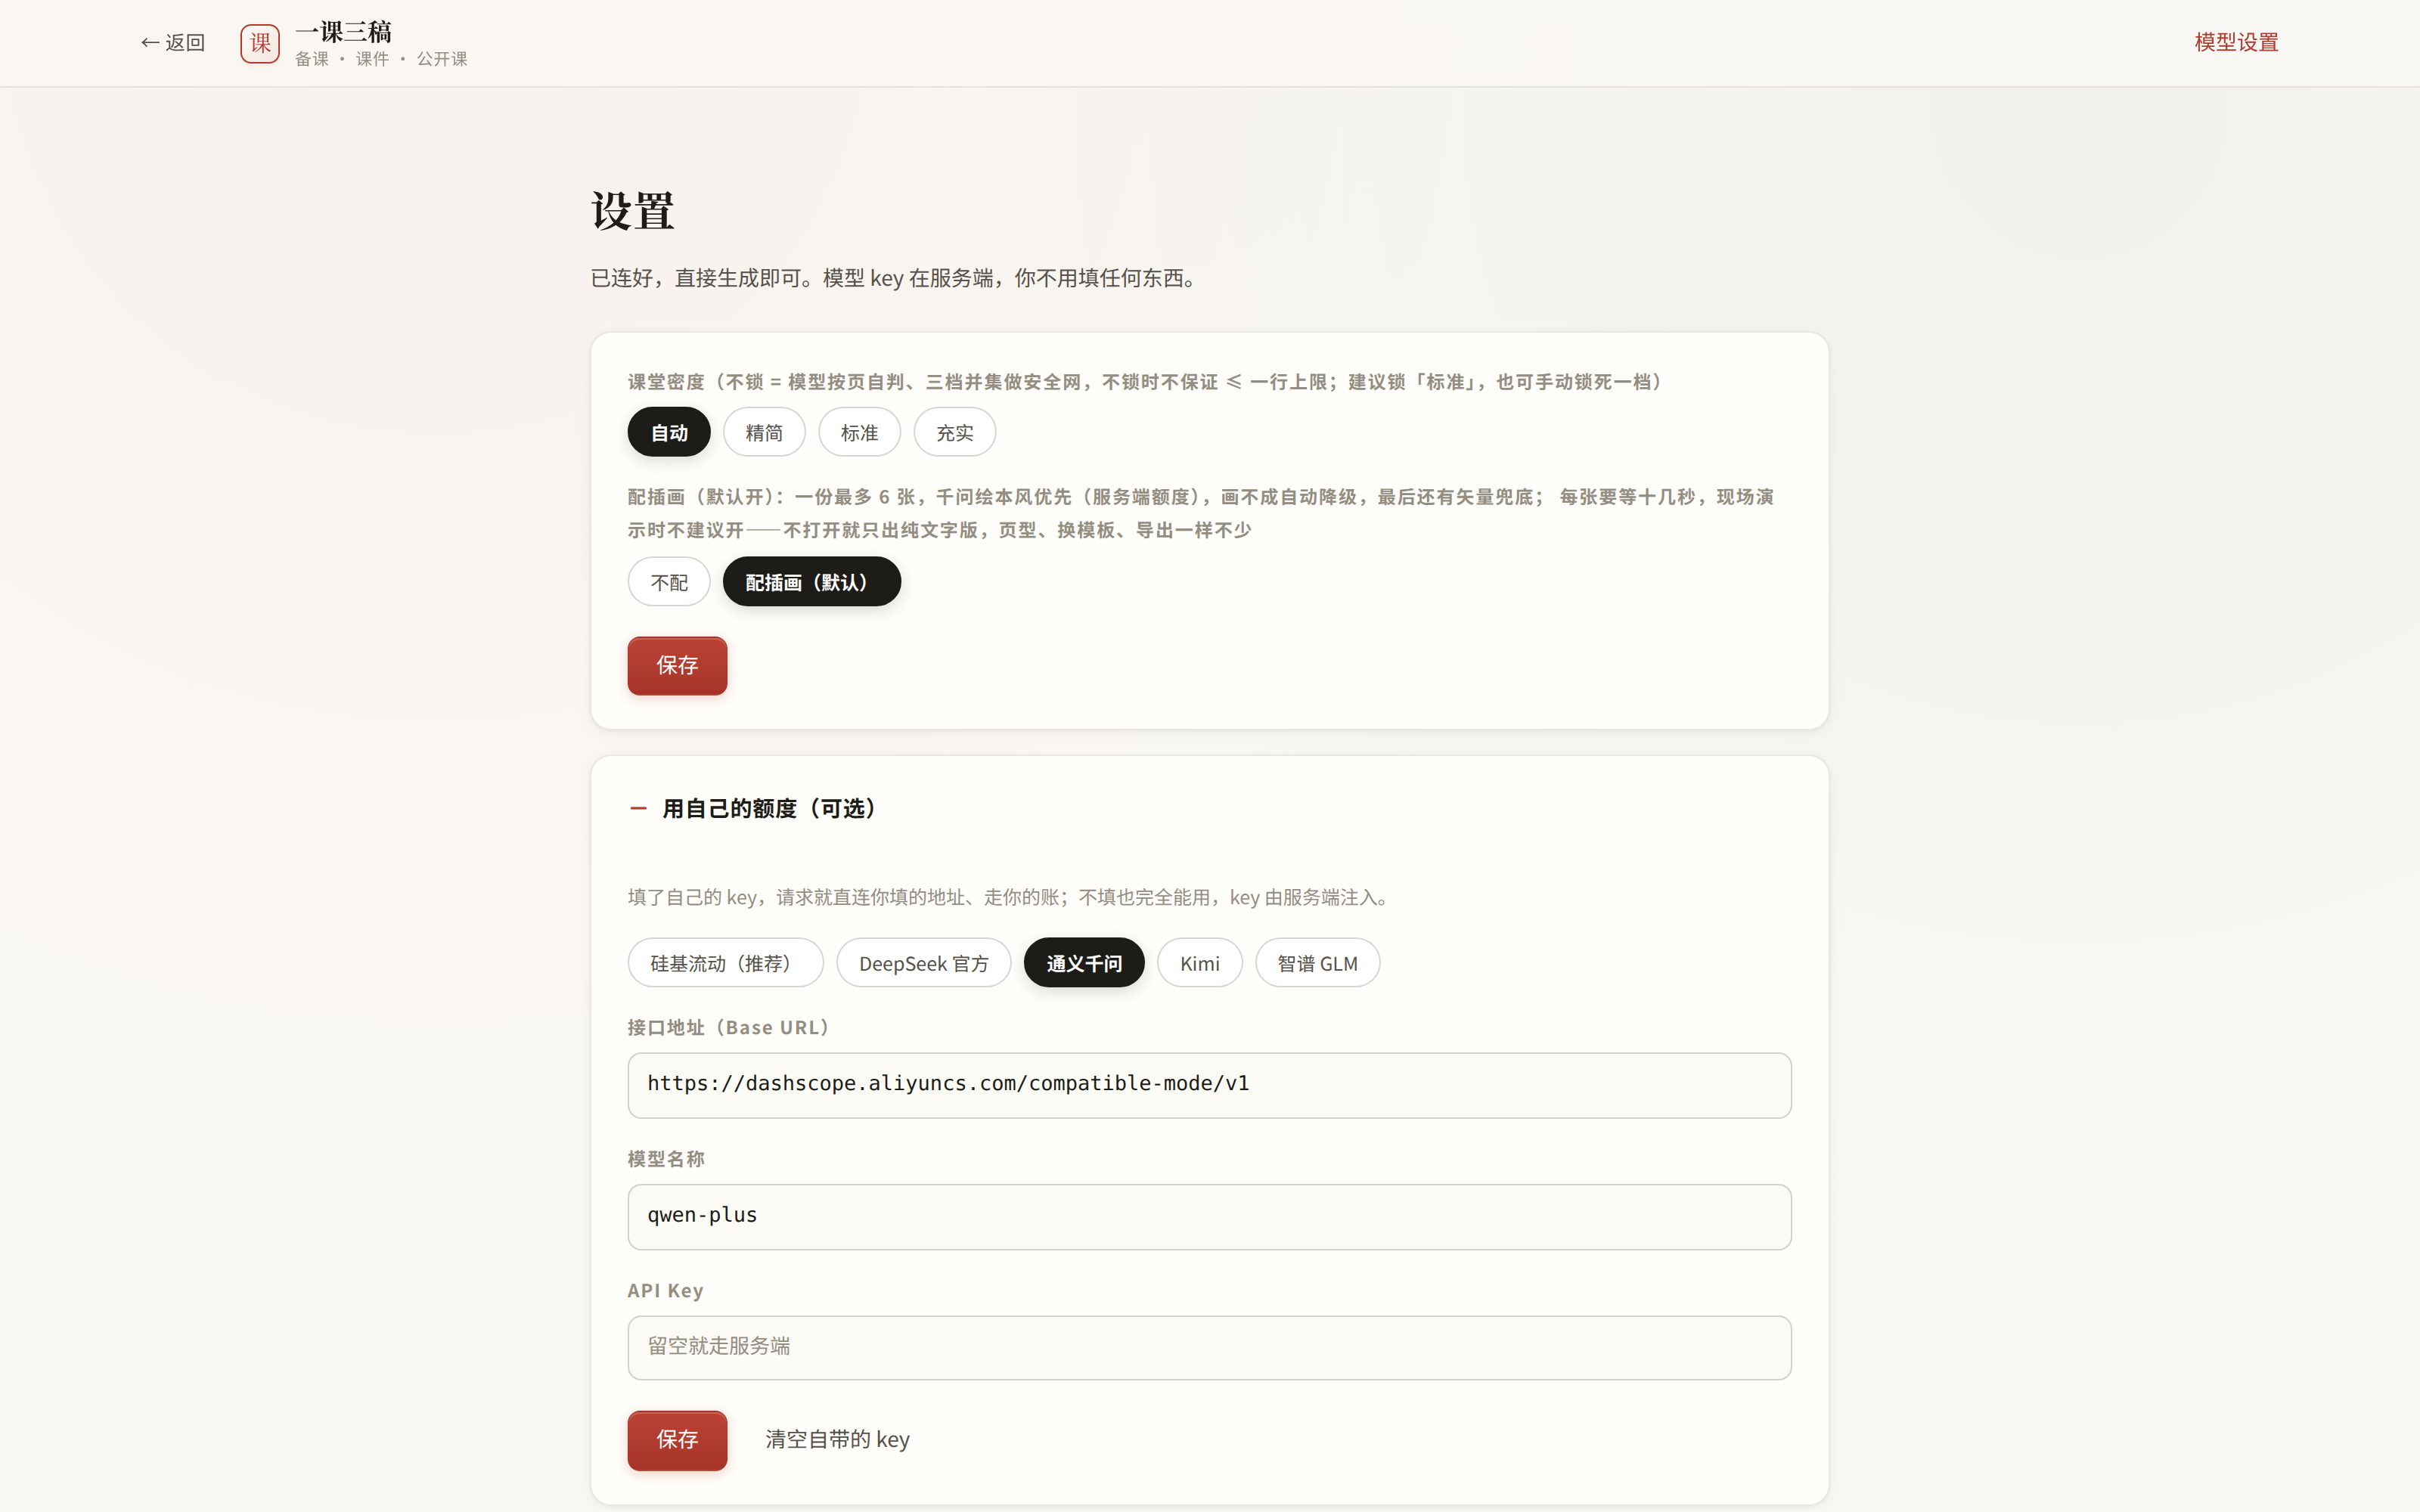 ← 返回
课
一课三稿
备课 · 课件 · 公开课
模型设置
设置
已连好，直接生成即可。模型 key 在服务端，你不用填任何东西。
课堂密度（不锁 = 模型按页自判、三档并集做安全网，不锁时不保证 ≤ 一行上限；建议锁「标准」，也可手动锁死一档）
自动
精简
标准
充实
配插画（默认开）：一份最多 6 张，千问绘本风优先（服务端额度），画不成自动降级，最后还有矢量兜底； 每张要等十几秒，现场演
示时不建议开——不打开就只出纯文字版，页型、换模板、导出一样不少
不配
配插画（默认）
保存
— 用自己的额度（可选）
填了自己的 key，请求就直连你填的地址、走你的账；不填也完全能用，key 由服务端注入。
硅基流动（推荐）
DeepSeek 官方
通义千问
Kimi
智谱 GLM
接口地址（Base URL）
https://dashscope.aliyuncs.com/compatible-mode/v1
模型名称
qwen-plus
API Key
留空就走服务端
保存
清空自带的 key